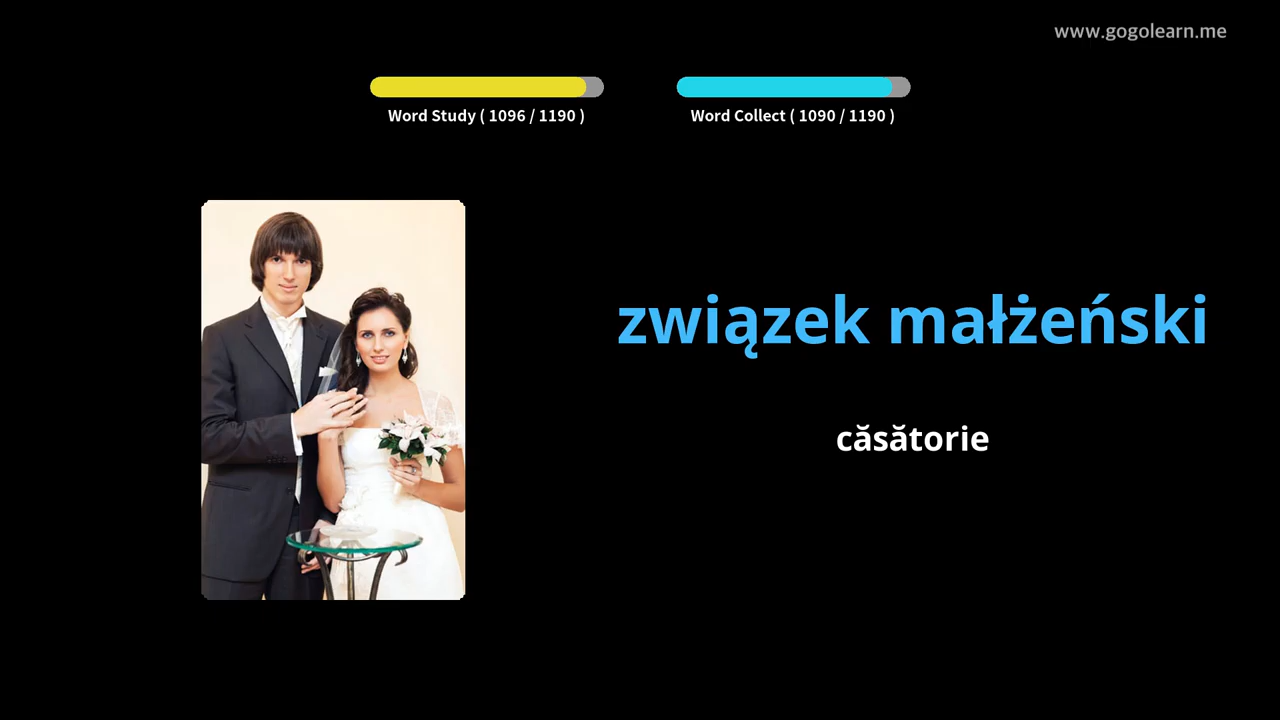 www.gogolearn.me
Word Study ( 1096 / 1190 )
Word Collect ( 1090 / 1190 )
związek małżeński
căsătorie